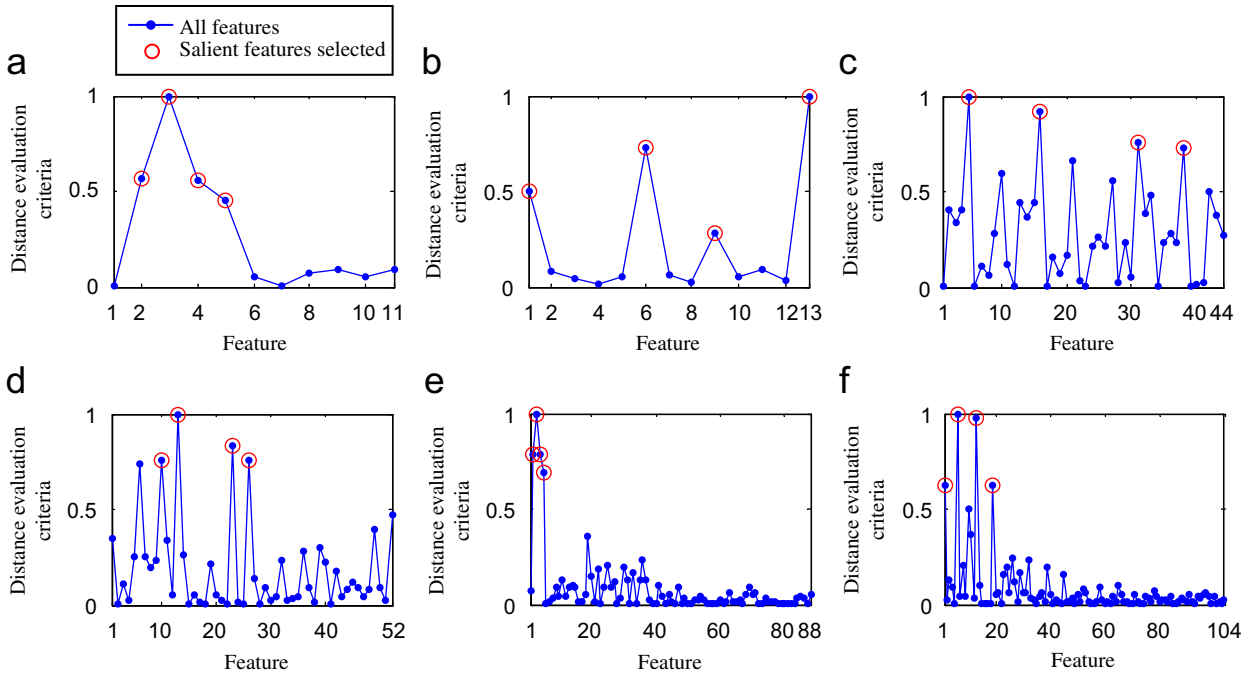 All features
Salient features selected
a
Distance evaluation
criteria
1
0.5
0
1 2 4 6 8 10 11
Feature
b
Distance evaluation
criteria
1
0.5
0
1 2 4 6 8 10 12 13
Feature
c
Distance evaluation
criteria
1
0.5
0
1 10 20 30 40 44
Feature
d
Distance evaluation
criteria
1
0.5
0
1 10 20 30 40 52
Feature
e
Distance evaluation
criteria
1
0.5
0
1 20 40 60 80 88
Feature
f
Distance evaluation
criteria
1
0.5
0
1 20 40 60 80 104
Feature